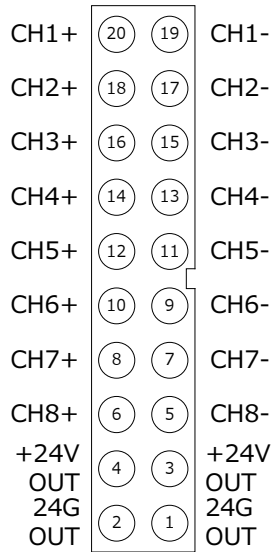 CH1+ 20 19 CH1-
CH2+ 18 17 CH2-
CH3+ 16 15 CH3-
CH4+ 14 13 CH4-
CH5+ 12 11 CH5-
CH6+ 10 9 CH6-
CH7+ 8 7 CH7-
CH8+ 6 5 CH8-
+24V OUT 4 3 +24V OUT
24G OUT 2 1 24G OUT